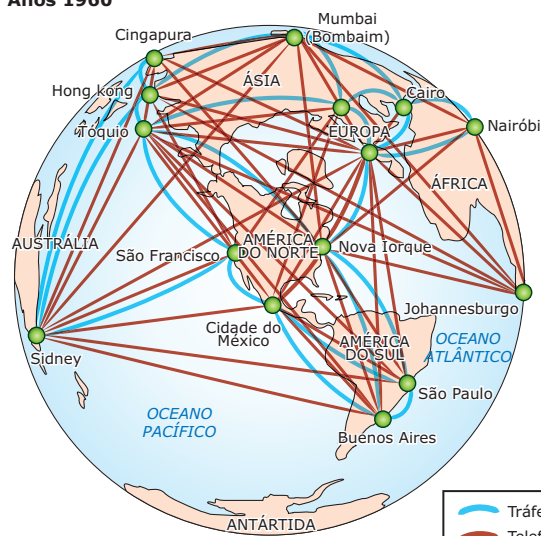 Anos 1960
Mumbai
(Bombaim)
Cingapura
ÁSIA
Hong kong
Cairo
Tóquio
EUROPA
Nairóbi
ÁFRICA
AUSTRÁLIA
São Francisco
AMÉRICA
DO NORTE
Nova Iorque
Johannesburgo
Cidade do
México
AMÉRICA
DO SUL
OCEANO
ATLÂNTICO
Sidney
São Paulo
OCEANO
PACÍFICO
Buenos Aires
ANTÁRTIDA